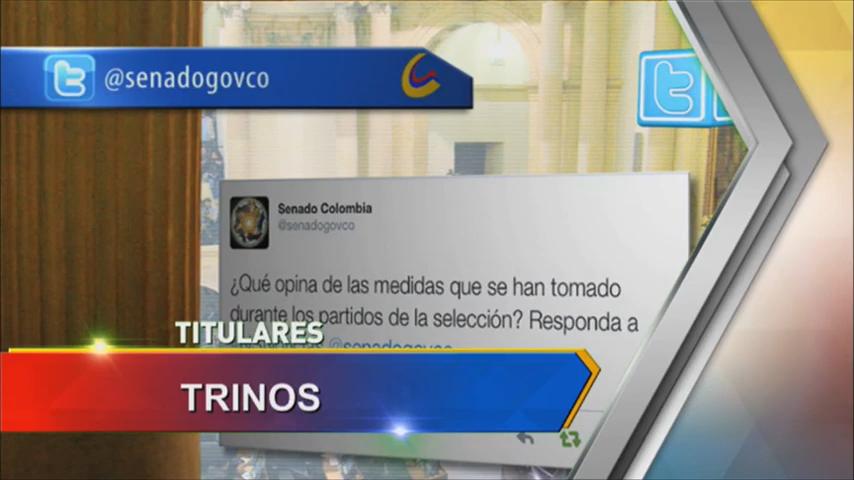 @senadogovco
Senado Colombia
@senadogovco
¿Qué opina de las medidas que se han tomado
durante los partidos de la selección? Responda a
@senadogovco
TITULARES
TRINOS